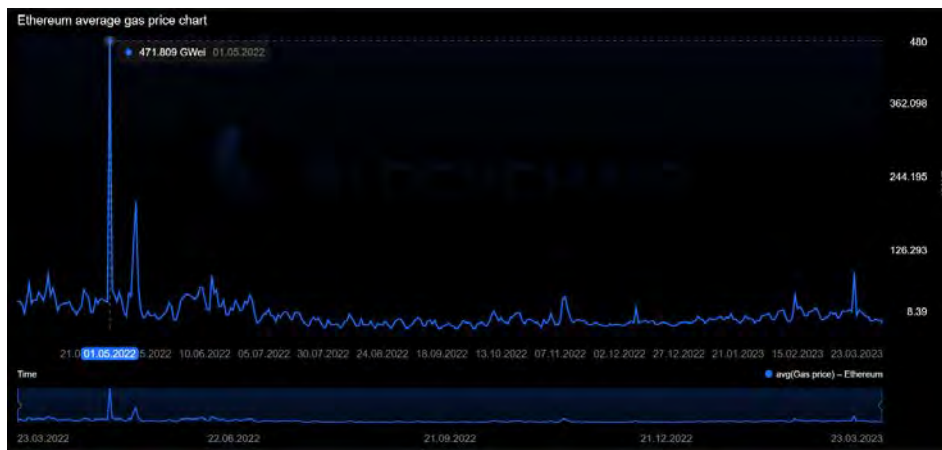 Ethereum average gas price chart
471.809 GWei 01.05.2022
480
362.098
244.195
126.293
8.39
21.0 01.05.2022 5.2022 10.06.2022 05.07.2022 30.07.2022 24.08.2022 18.09.2022 13.10.2022 07.11.2022 02.12.2022 27.12.2022 21.01.2023 15.02.2023 23.03.2023
Time
avg(Gas price) – Ethereum
23.03.2022 22.06.2022 21.09.2022 21.12.2022 23.03.2023